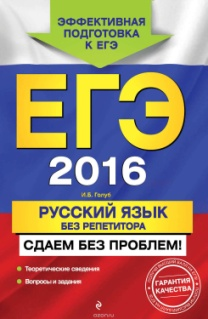 ЭФФЕКТИВНАЯ
ПОДГОТОВКА
К ЕГЭ
ЕГЭ
2016
И.Б. Голуб
РУССКИЙ ЯЗЫК
БЕЗ РЕПЕТИТОРА
СДАЕМ БЕЗ ПРОБЛЕМ!
Теоретические сведения
Вопросы и задания
ГАРАНТИЯ
КАЧЕСТВА